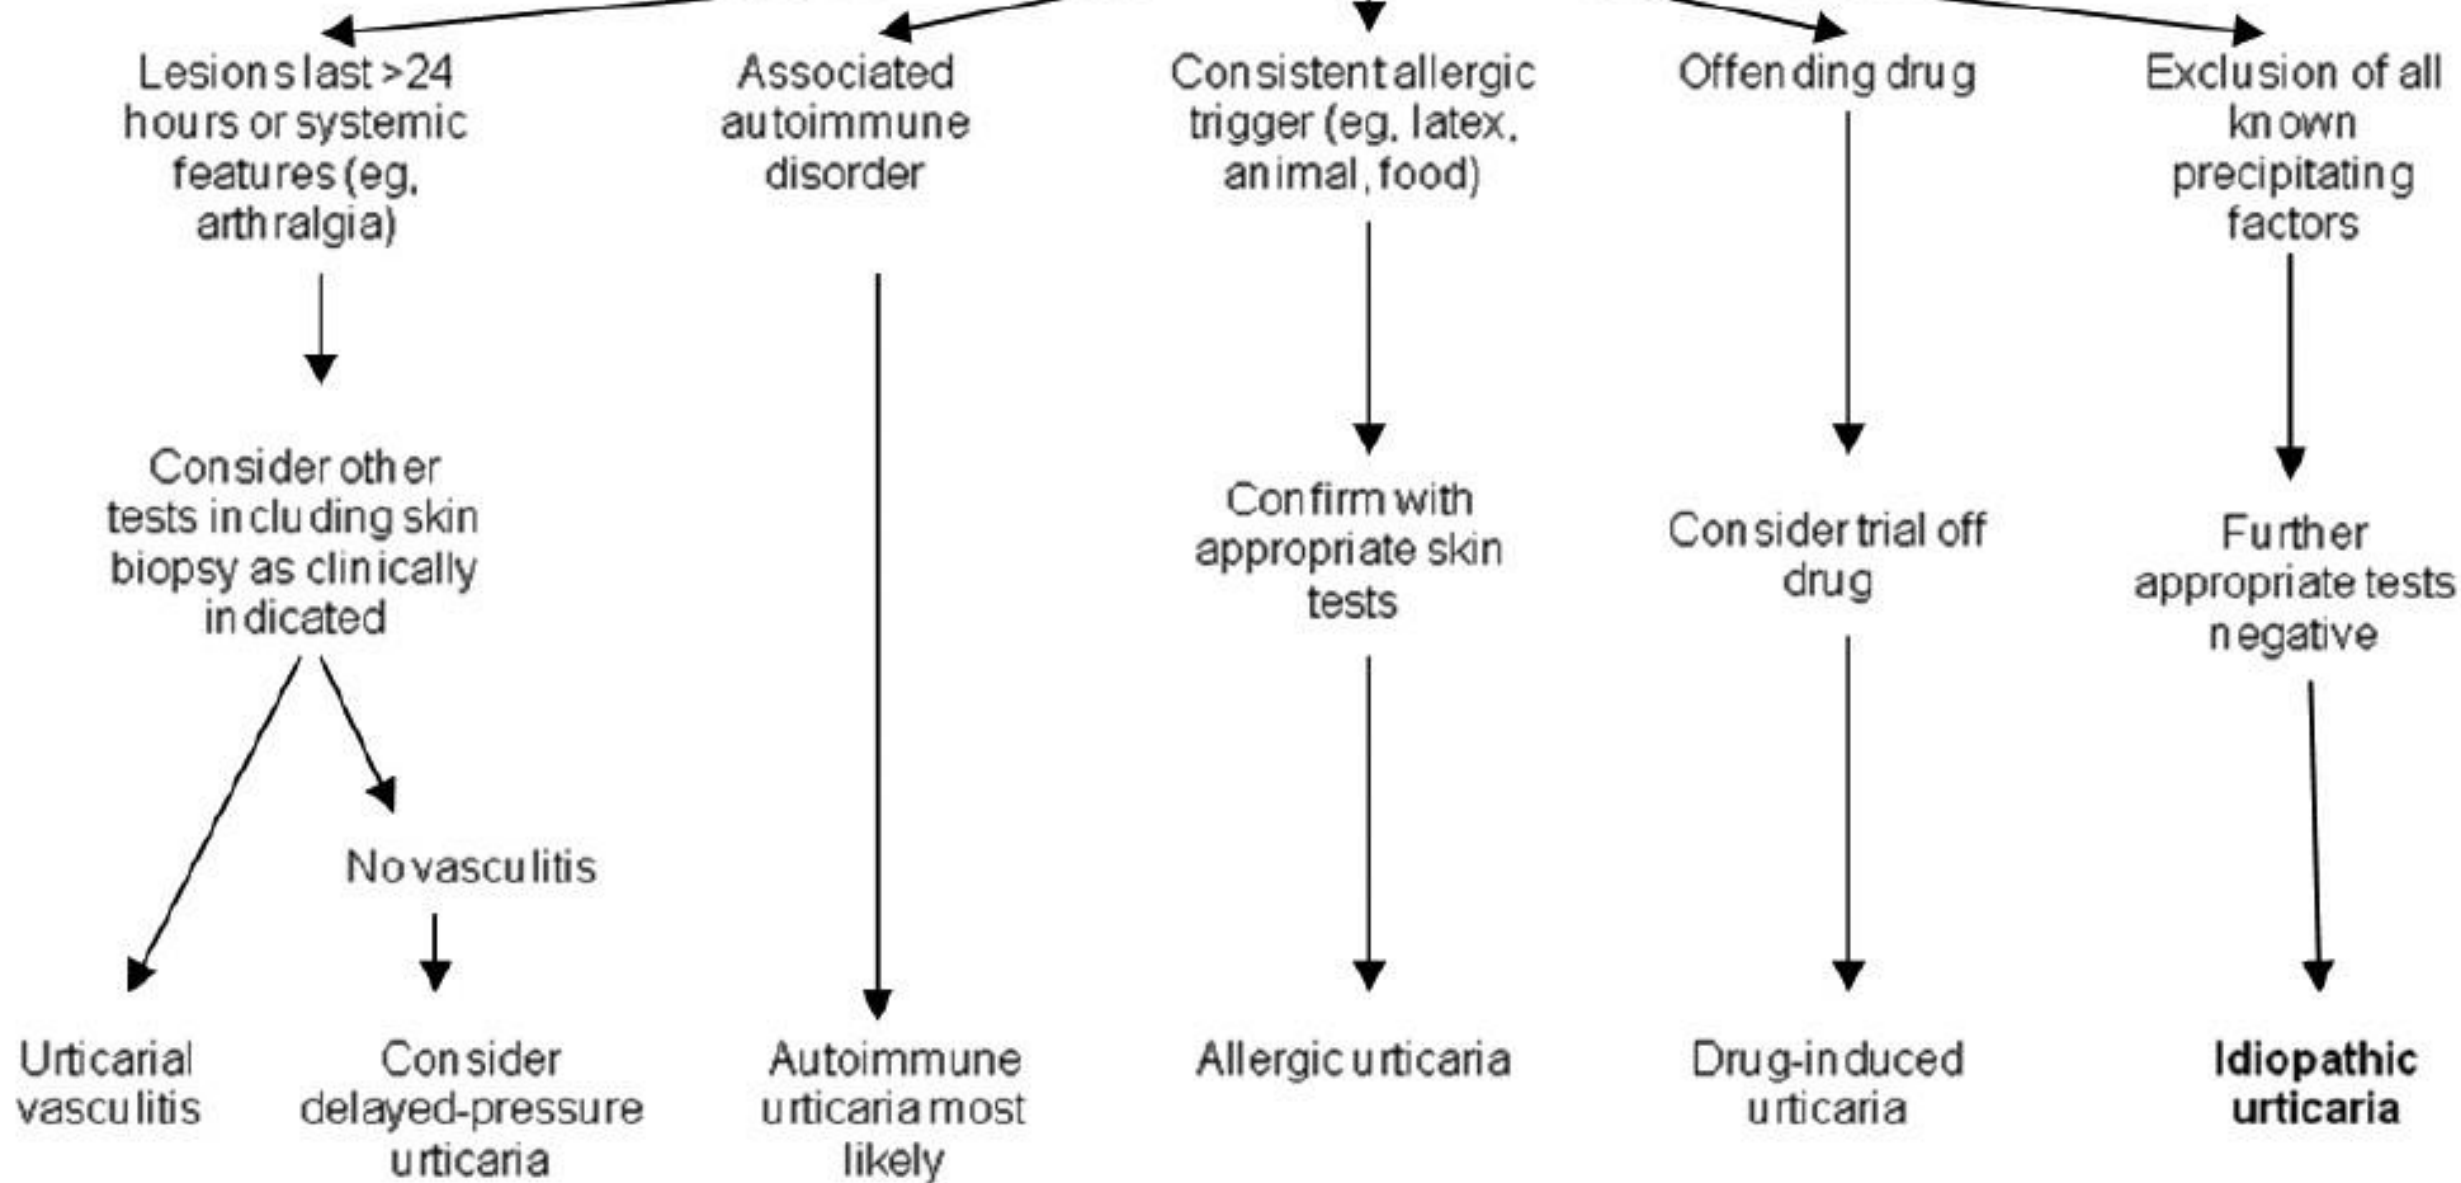 Lesions last >24
hours or systemic
features (eg,
arthralgia)
Associated
autoimmune
disorder
Consistent allergic
trigger (eg, latex,
animal, food)
Offending drug
Exclusion of all
known
precipitating
factors
Consider other
tests including skin
biopsy as clinically
indicated
Confirm with
appropriate skin
tests
Consider trial off
drug
Further
appropriate tests
negative
No vasculitis
Urticarial
vasculitis
Consider
delayed-pressure
urticaria
Autoimmune
urticaria most
likely
Allergic urticaria
Drug-induced
urticaria
Idiopathic
urticaria